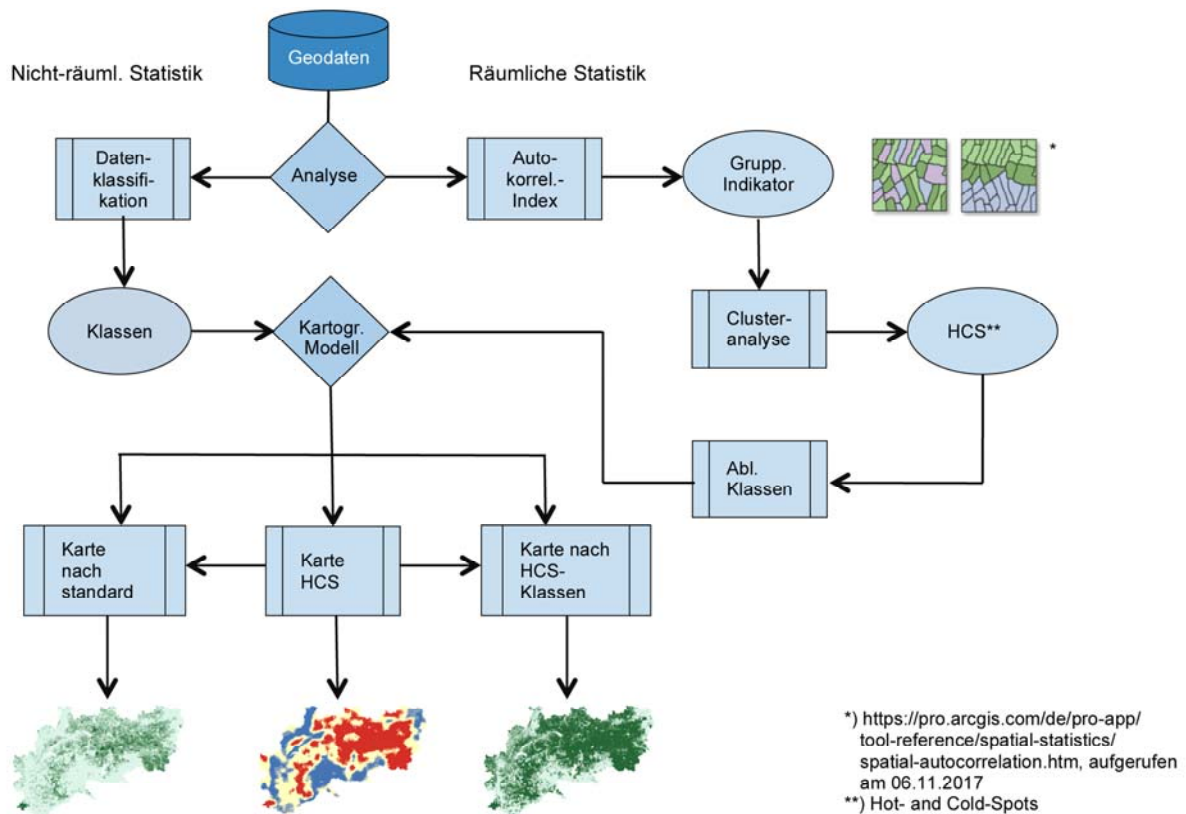 Geodaten
Nicht-räuml. Statistik
Räumliche Statistik
Daten-
klassifi-
kation
Analyse
Auto-
korrel.-
Index
Grupp.
Indikator
*
Klassen
Kartogr.
Modell
Cluster-
analyse
HCS**
Abl.
Klassen
Karte
nach
standard
Karte
HCS
Karte nach
HCS-
Klassen
*) https://pro.arcgis.com/de/pro-app/
tool-reference/spatial-statistics/
spatial-autocorrelation.htm, aufgerufen
am 06.11.2017
**) Hot- and Cold-Spots